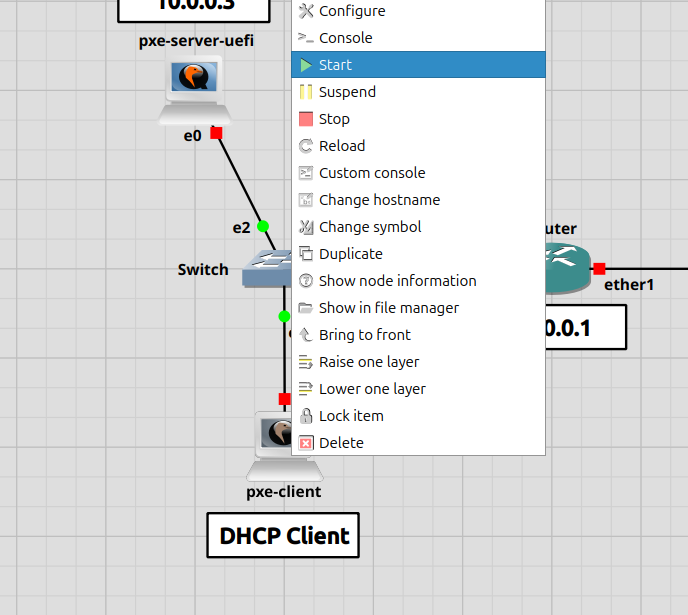 10.0.0.3
Configure
pxe-server-uefi
Console
Start
Suspend
Stop
e0
Reload
Custom console
Change hostname
e2
Change symbol
uter
Duplicate
Switch
Show node information
ether1
Show in file manager
0.0.1
Bring to front
Raise one layer
Lower one layer
Lock item
Delete
pxe-client
DHCP Client